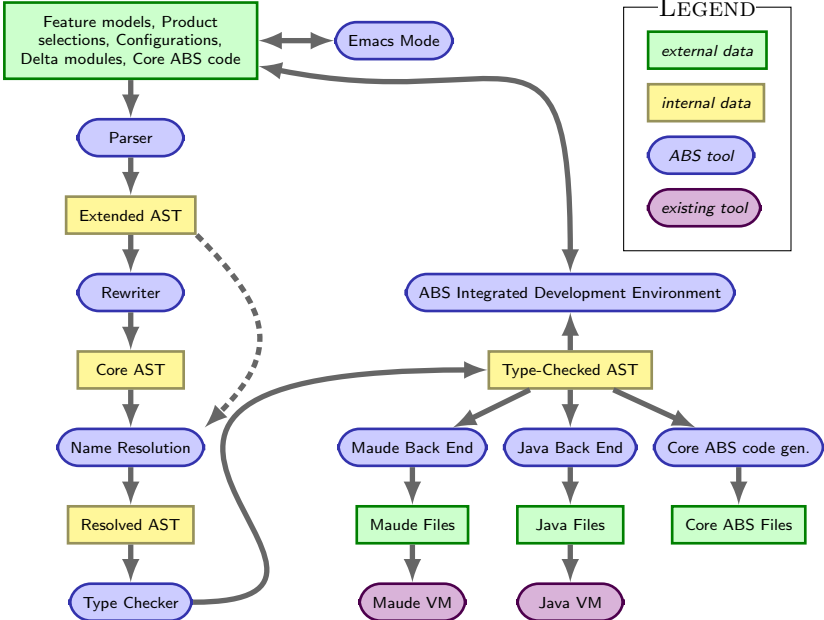 Feature models, Product
selections, Configurations,
Delta modules, Core ABS code
Emacs Mode
LEGEND
external data
internal data
ABS tool
existing tool
Parser
Extended AST
Rewriter
ABS Integrated Development Environment
Core AST
Type-Checked AST
Name Resolution
Maude Back End
Java Back End
Core ABS code gen.
Resolved AST
Maude Files
Java Files
Core ABS Files
Type Checker
Maude VM
Java VM